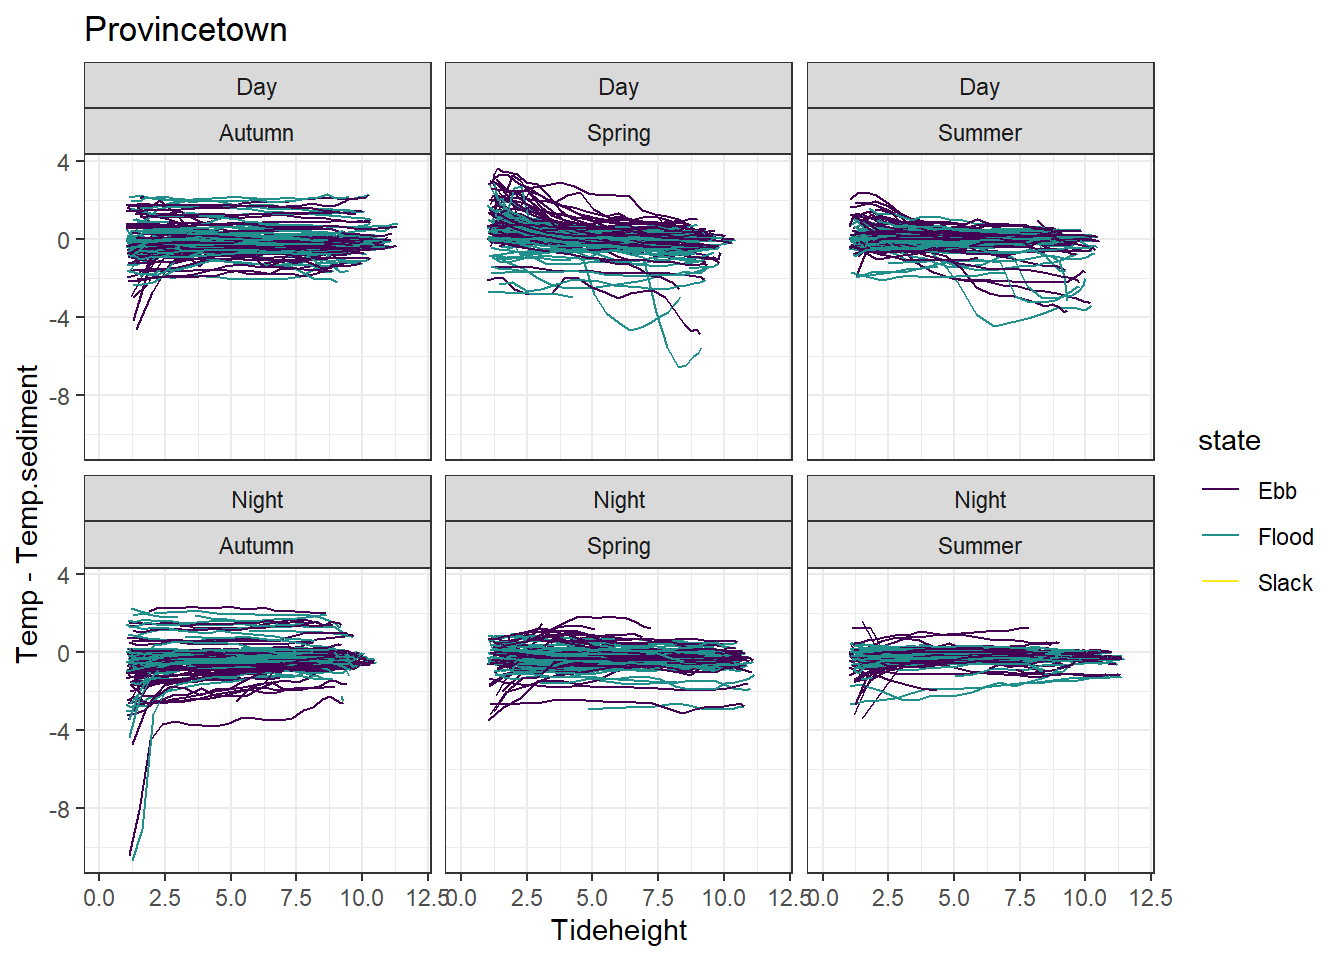 Provincetown
Day Day Day
Autumn Spring Summer
4
0
-4
-8
Night Night Night
Autumn Spring Summer
4
0
-4
-8
0.0 2.5 5.0 7.5 10.0 12.5 0.0 2.5 5.0 7.5 10.0 12.5 0.0 2.5 5.0 7.5 10.0 12.5
Tideheight
Temp - Temp.sediment
state
Ebb
Flood
Slack